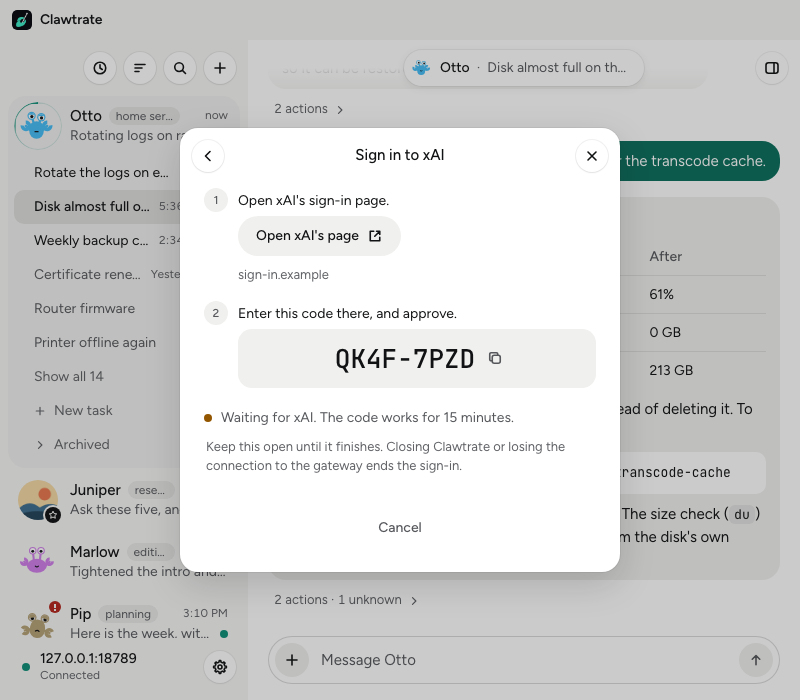 Clawtrate
Otto · Disk almost full on th...
Otto home ser... now
Rotating logs on
2 actions
Rotate the logs on e...
Disk almost full o... 5:36
Weekly backup c... 2:34
Certificate rene... Yeste
Router firmware
Printer offline again
Show all 14
New task
Archived
Juniper rese...
Ask these five, an
Marlow editi...
Tightened the intro and...
Pip planning 3:10 PM
Here is the week. wit...
127.0.0.1:18789
Connected
Sign in to xAI
1 Open xAI's sign-in page.
Open xAI's page
sign-in.example
2 Enter this code there, and approve.
QK4F-7PZD
Waiting for xAI. The code works for 15 minutes.
Keep this open until it finishes. Closing Clawtrate or losing the
connection to the gateway ends the sign-in.
Cancel
the transcode cache.
After
61%
0 GB
213 GB
ead of deleting it. To
transcode-cache
The size check ( du )
m the disk's own
2 actions · 1 unknown
Message Otto